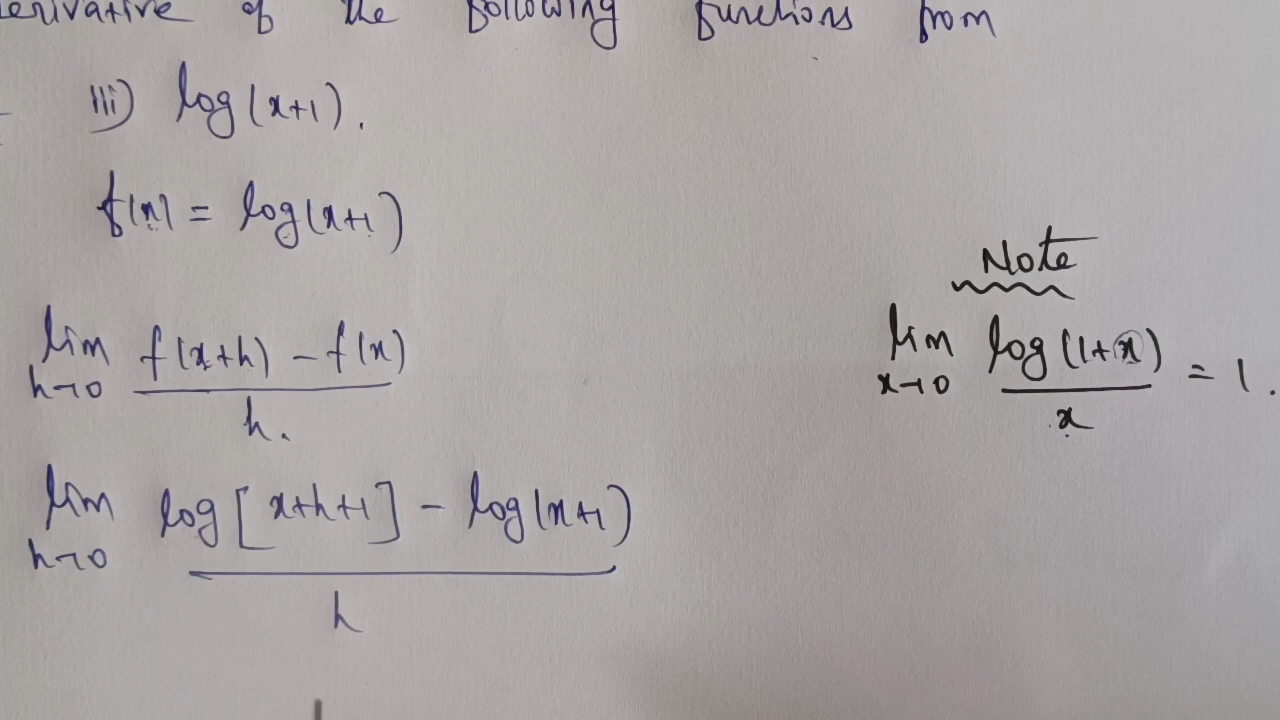 derivative of the following functions from
iii) log(x+1).
f(x) = log(x+1)
lim h→0 f(x+h) - f(x) / h.
lim h→0 log[x+h+1] - log(x+1) / h
Note
lim x→0 log(1+x) / x = 1.